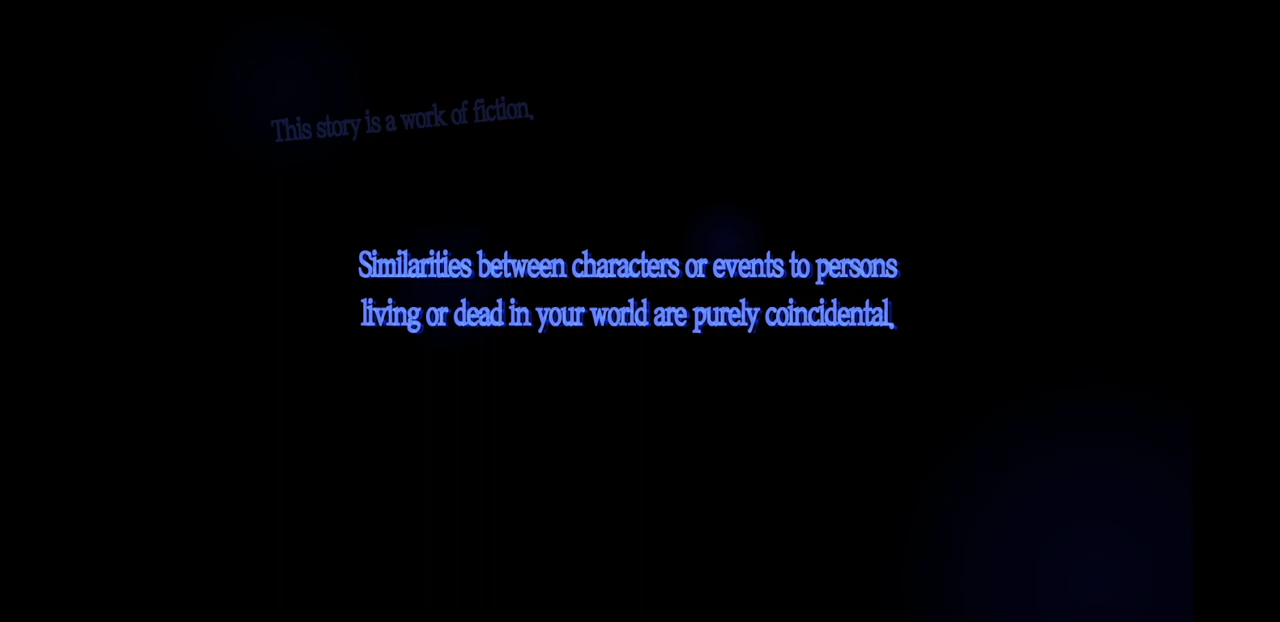 This story is a work of fiction.
Similarities between characters or events to persons
living or dead in your world are purely coincidental.